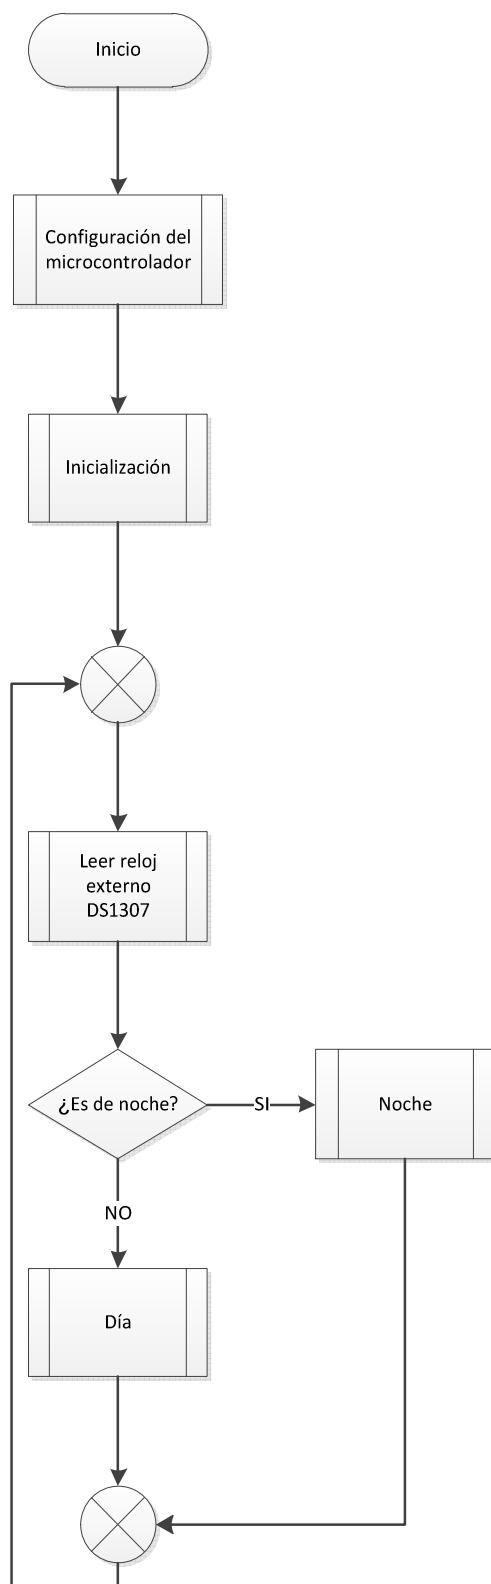 Inicio
Configuración del
microcontrolador
Inicialización
Leer reloj
externo
DS1307
¿Es de noche?
SI
Noche
NO
Día